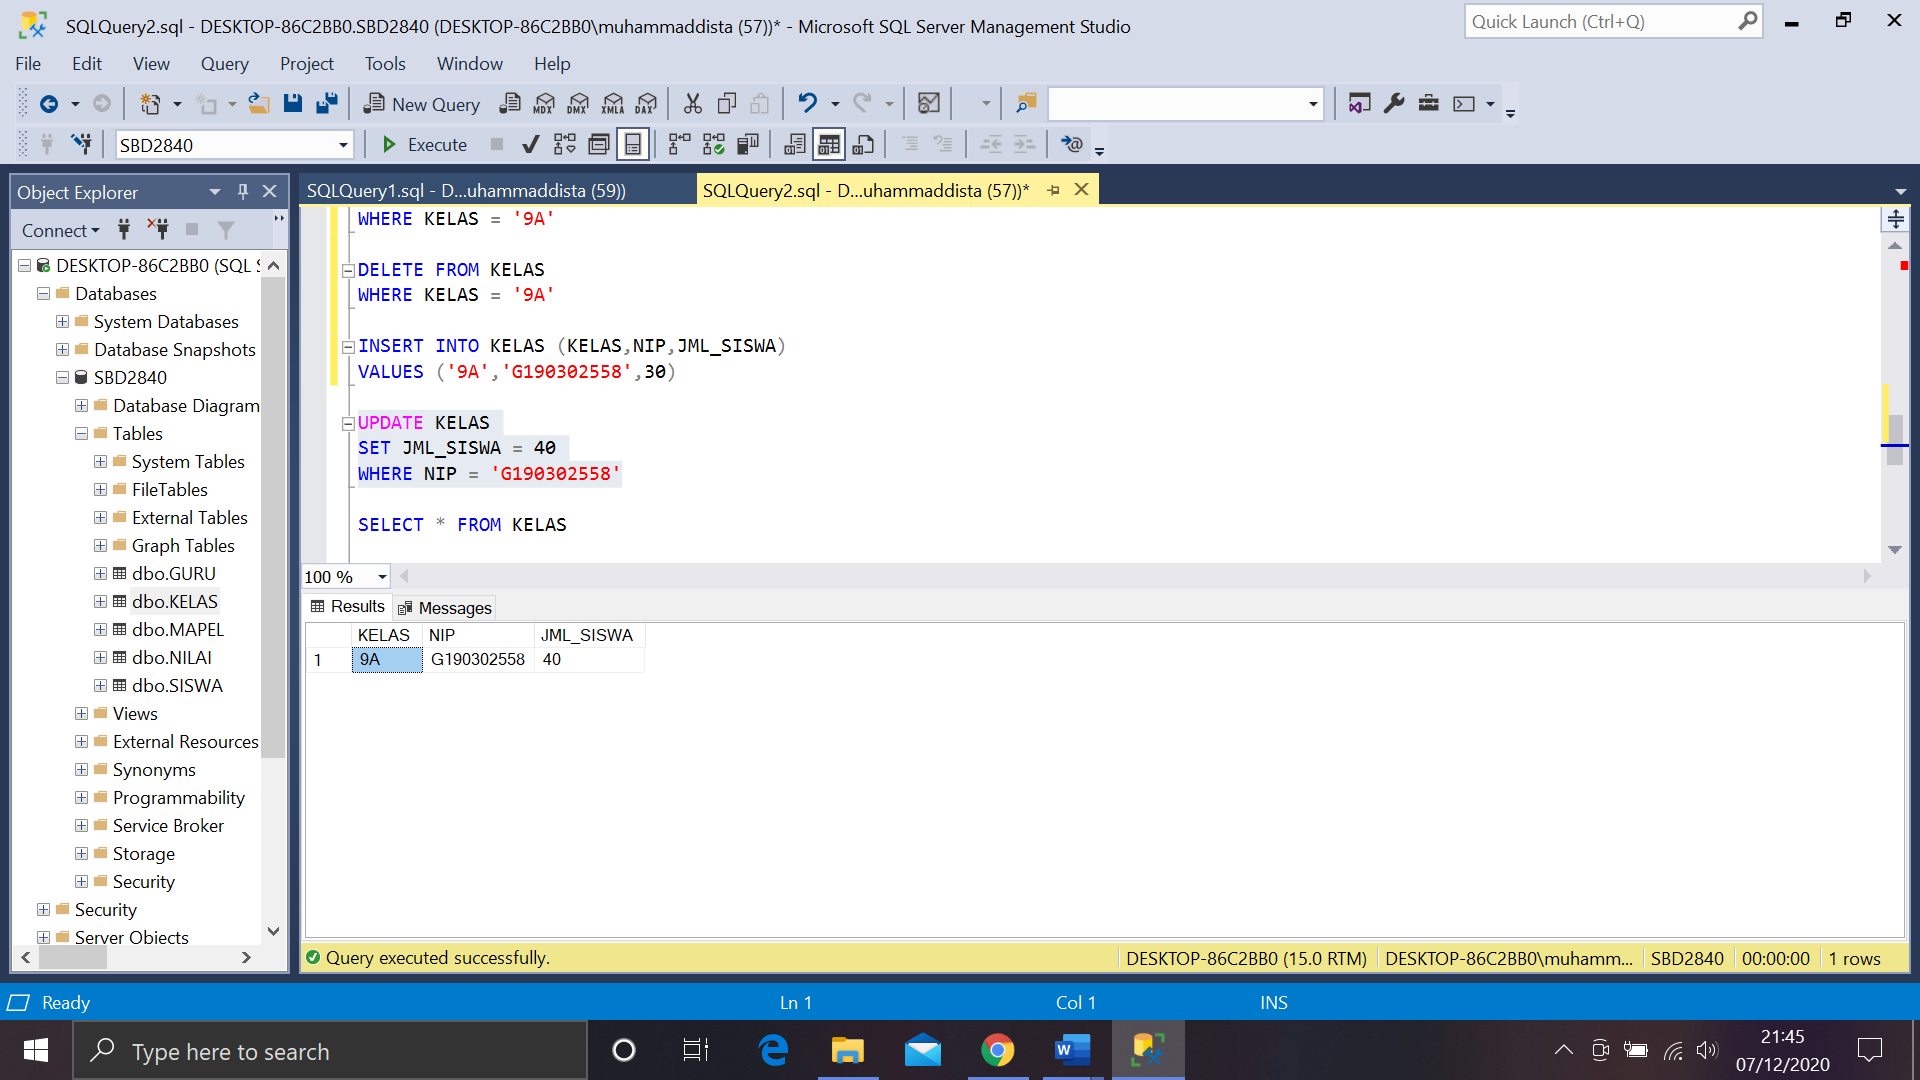 SQLQuery2.sql - DESKTOP-86C2BB0.SBD2840 (DESKTOP-86C2BB0\muhammaddista (57))* - Microsoft SQL Server Management Studio
Quick Launch (Ctrl+Q)
File Edit View Query Project Tools Window Help
New Query MDX DMX XMLA DAX
SBD2840 Execute
Object Explorer
SQLQuery1.sql - D...uhammaddista (59))
SQLQuery2.sql - D...uhammaddista (57))*
Connect
DESKTOP-86C2BB0 (SQL S
Databases
System Databases
Database Snapshots
SBD2840
Database Diagram
Tables
System Tables
FileTables
External Tables
Graph Tables
dbo.GURU
dbo.KELAS
dbo.MAPEL
dbo.NILAI
dbo.SISWA
Views
External Resources
Synonyms
Programmability
Service Broker
Storage
Security
Security
Server Objects
WHERE KELAS = '9A'
DELETE FROM KELAS
WHERE KELAS = '9A'
INSERT INTO KELAS (KELAS,NIP,JML_SISWA)
VALUES ('9A','G190302558',30)
UPDATE KELAS
SET JML_SISWA = 40
WHERE NIP = 'G190302558'
SELECT * FROM KELAS
100 %
Results Messages
KELAS NIP JML_SISWA
1 9A G190302558 40
Query executed successfully. DESKTOP-86C2BB0 (15.0 RTM) DESKTOP-86C2BB0\muhamm... SBD2840 00:00:00 1 rows
Ready Ln 1 Col 1 INS
Type here to search
21:45
07/12/2020